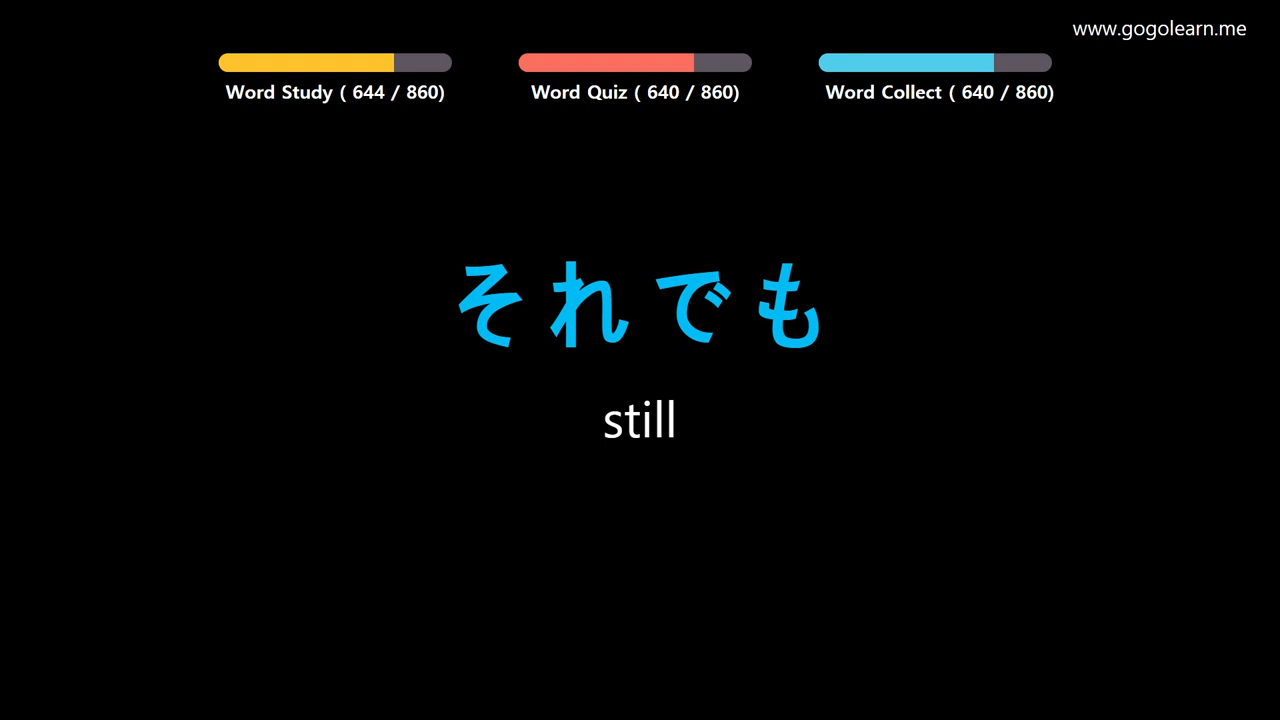 www.gogolearn.me
Word Study ( 644 / 860)
Word Quiz ( 640 / 860)
Word Collect ( 640 / 860)
それでも
still